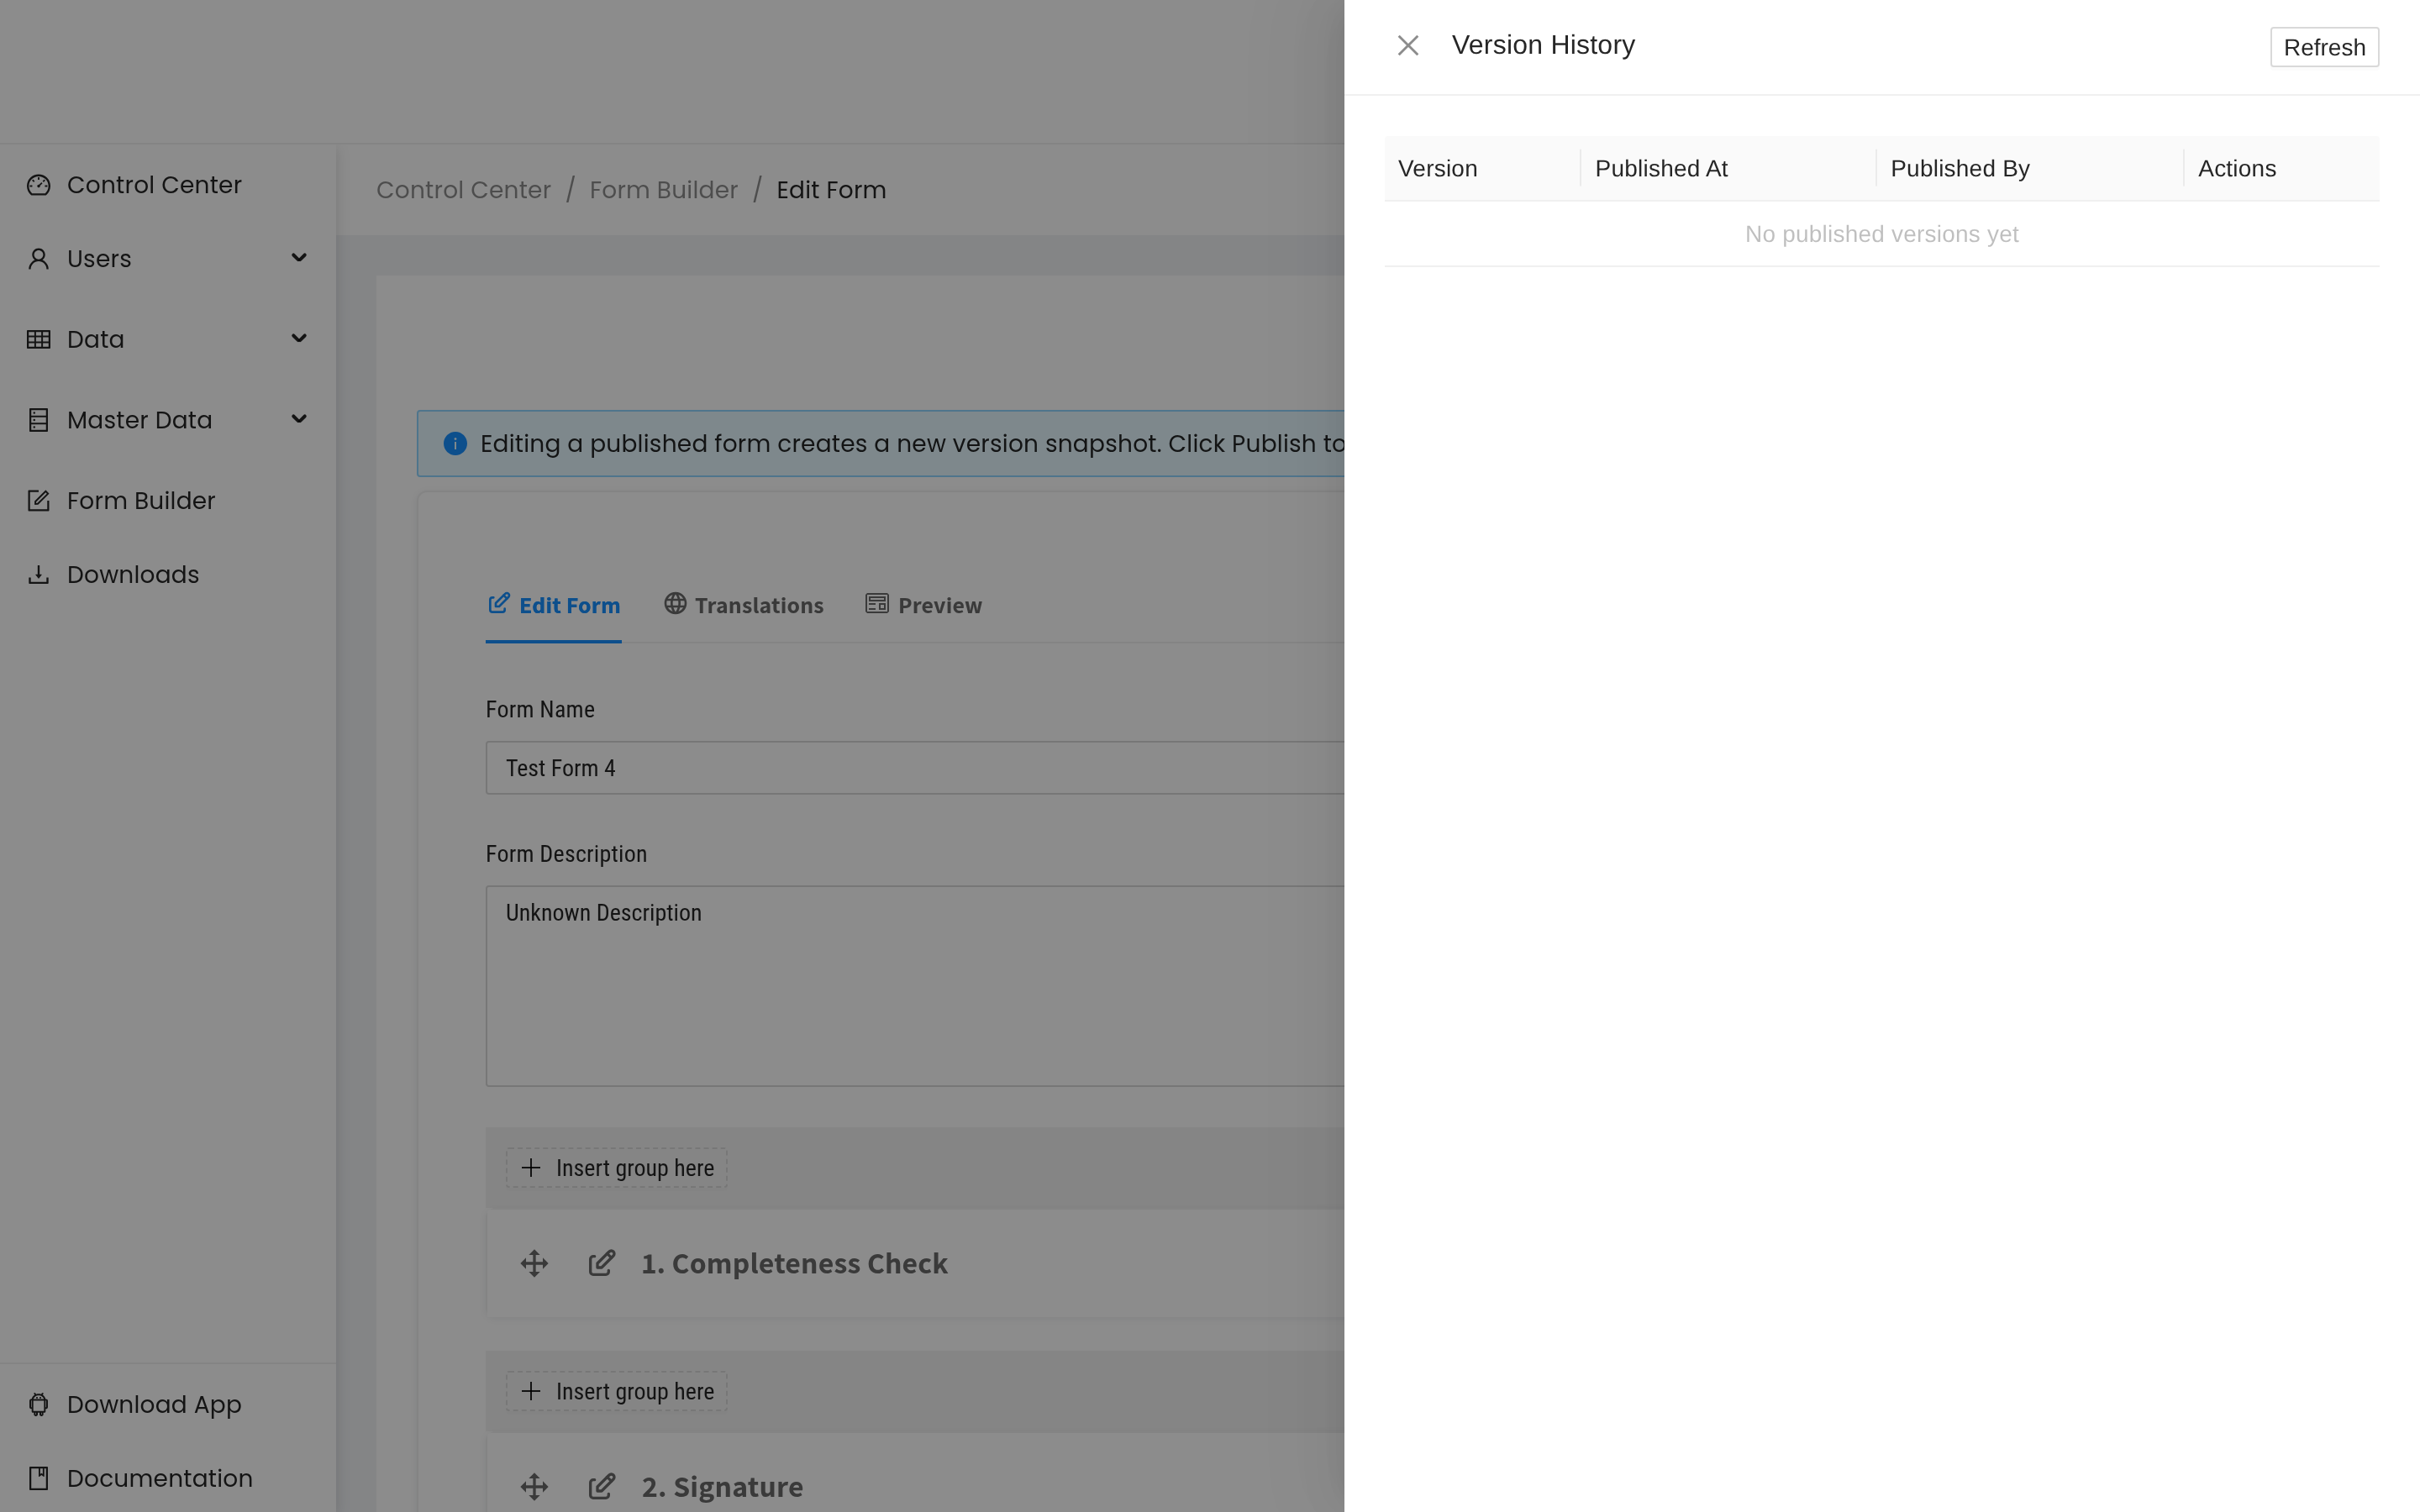 Version History
Refresh
Version Published At Published By Actions
No published versions yet
Control Center
Users
Data
Master Data
Form Builder
Downloads
Download App
Documentation
Control Center / Form Builder / Edit Form
Editing a published form creates a new version snapshot. Click Publish to
Edit Form Translations Preview
Form Name
Test Form 4
Form Description
Unknown Description
Insert group here
1. Completeness Check
Insert group here
2. Signature